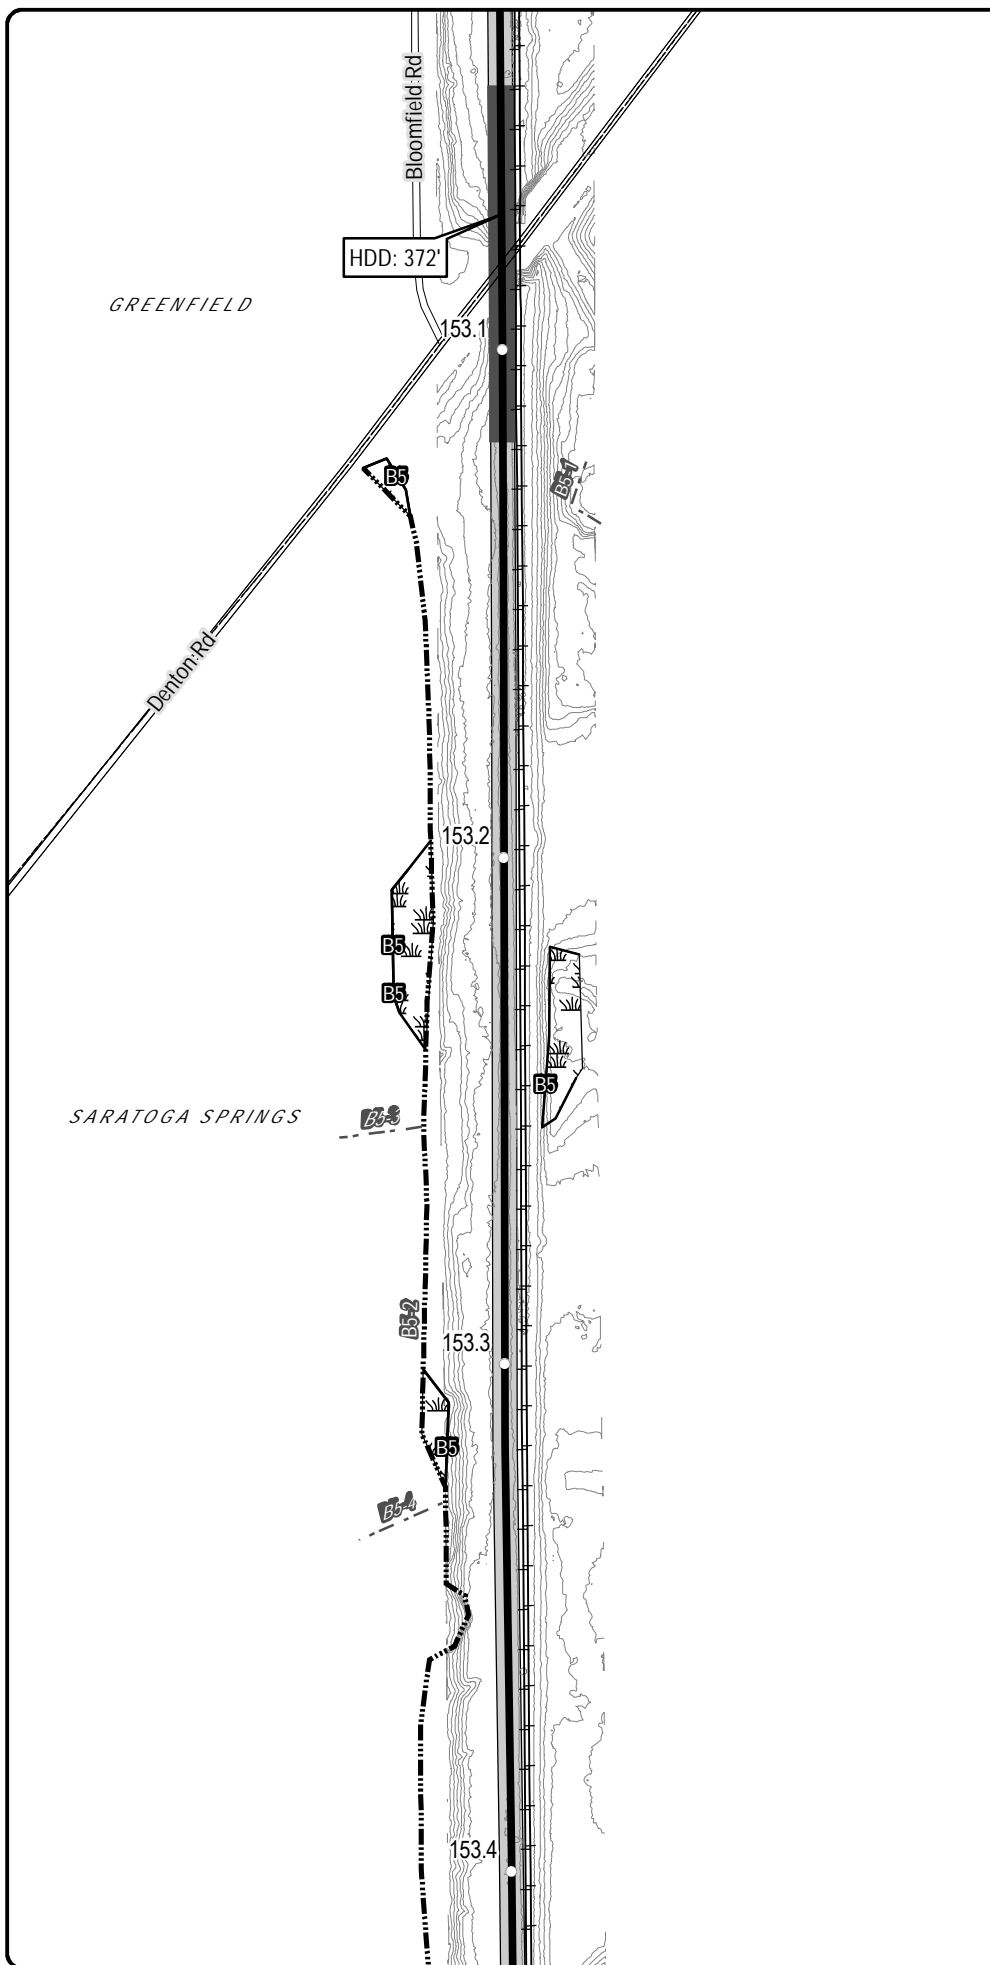 Bloomfield Rd
HDD: 372'
GREENFIELD
153.1
B5
B5-1
Denton Rd
153.2
B5
B5
B5
SARATOGA SPRINGS
B5-3
B5-2
153.3
B5
B5-4
153.4